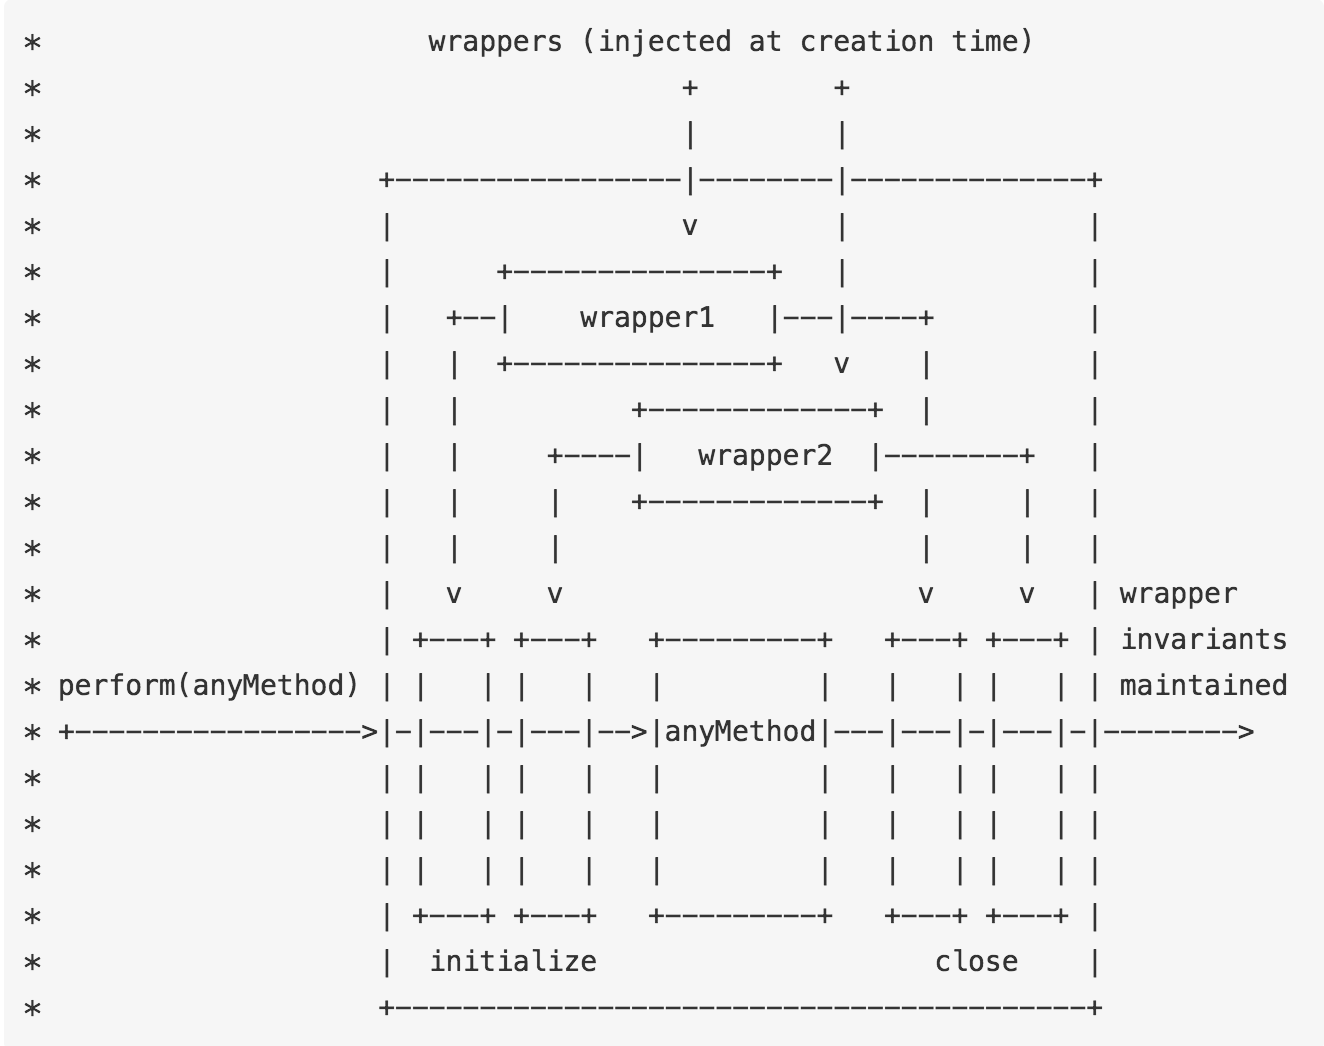 *                       wrappers (injected at creation time)
*                                      +        +
*                                      |        |
*                    +-----------------|--------|--------------+
*                    |                 v        |              |
*                    |      +---------------+   |              |
*                    |   +--|    wrapper1   |---|----+         |
*                    |   |  +---------------+   v    |         |
*                    |   |          +-------------+  |         |
*                    |   |     +----|   wrapper2  |--------+   |
*                    |   |     |    +-------------+  |     |   |
*                    |   |     |                     |     |   |
*                    |   v     v                     v     v   | wrapper
*                    | +---+ +---+   +---------+   +---+ +---+ | invariants
* perform(anyMethod) | |   | |   |   |         |   |   | |   | | maintained
* +----------------->|-|---|-|---|-->|anyMethod|---|---|-|---|-|-------->
*                    | |   | |   |   |         |   |   | |   | |
*                    | |   | |   |   |         |   |   | |   | |
*                    | |   | |   |   |         |   |   | |   | |
*                    | +---+ +---+   +---------+   +---+ +---+ |
*                    |  initialize                    close    |
*                    +-----------------------------------------+